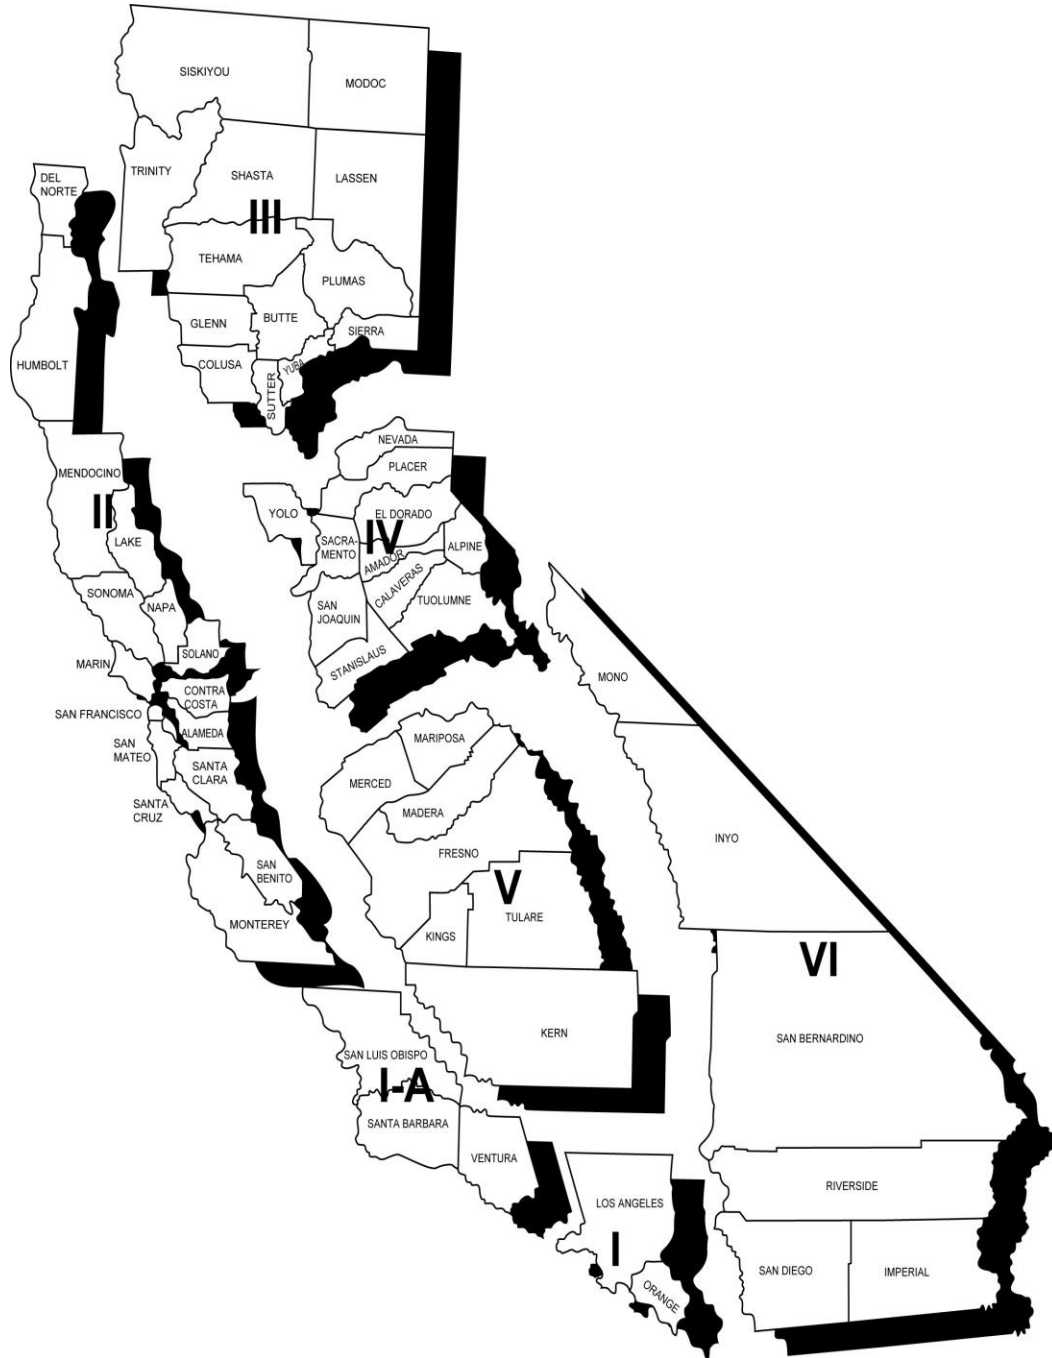 SISKIYOU
MODOC
TRINITY
SHASTA
LASSEN
DEL
NORTE
III
TEHAMA
PLUMAS
GLENN
BUTTE
SIERRA
HUMBOLT
COLUSA
SUTTER
YUBA
NEVADA
PLACER
MENDOCINO
II
LAKE
YOLO
EL DORADO
IV
SACRA-
MENTO
AMADOR
ALPINE
CALAVERAS
TUOLUMNE
SONOMA
NAPA
SAN
JOAQUIN
STANISLAUS
SOLANO
MARIN
CONTRA
COSTA
SAN FRANCISCO
ALAMEDA
SAN
MATEO
SANTA
CLARA
SANTA
CRUZ
SAN
BENITO
MONTEREY
MONO
MARIPOSA
MERCED
MADERA
INYO
FRESNO
V
TULARE
KINGS
VI
KERN
SAN BERNARDINO
SAN LUIS OBISPO
I-A
SANTA BARBARA
VENTURA
LOS ANGELES
I
ORANGE
RIVERSIDE
SAN DIEGO
IMPERIAL